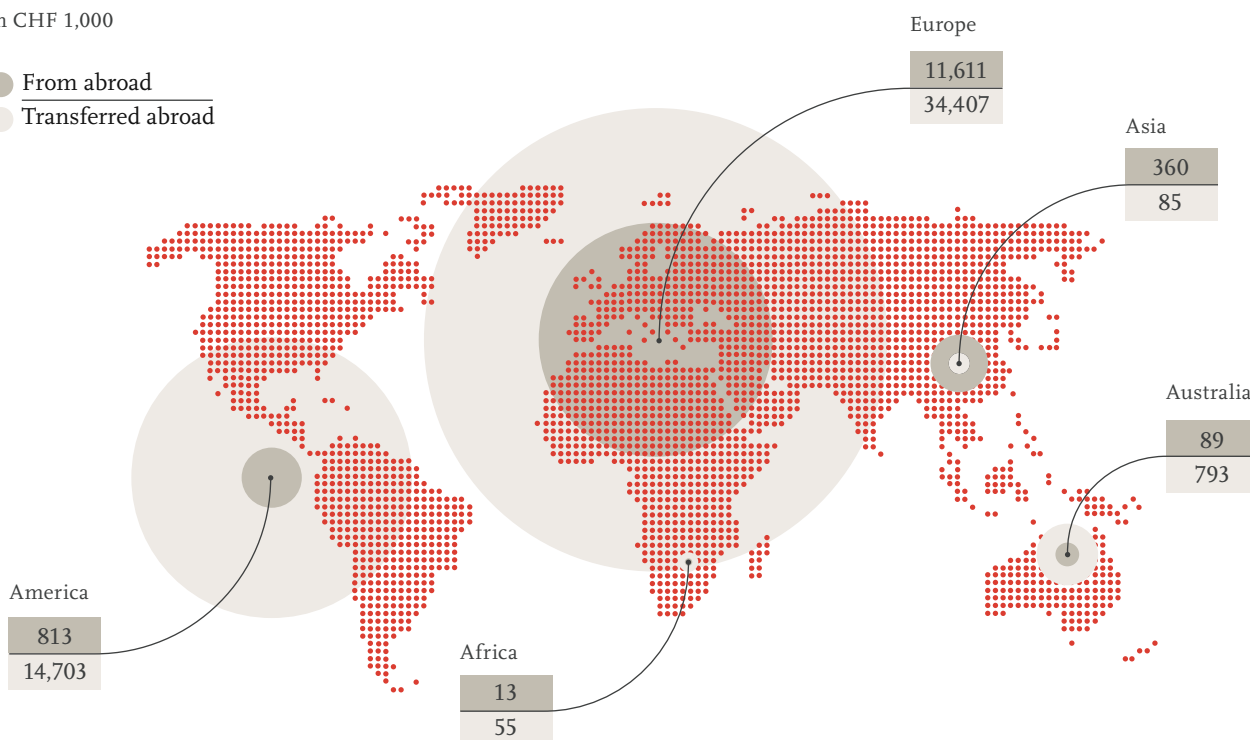 CHF 1,000
From abroad
Transferred abroad
Europe
11,611
34,407
Asia
360
85
Australia
89
793
America
813
14,703
Africa
13
55